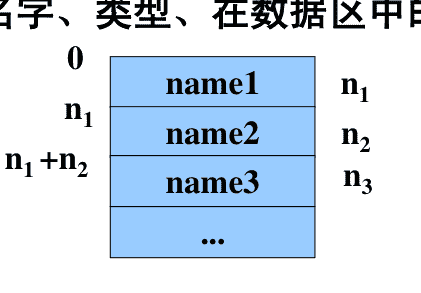 名字、类型、在数据区中的
0
name1 n₁
n₁
name2 n₂
n₁+n₂
name3 n₃
...